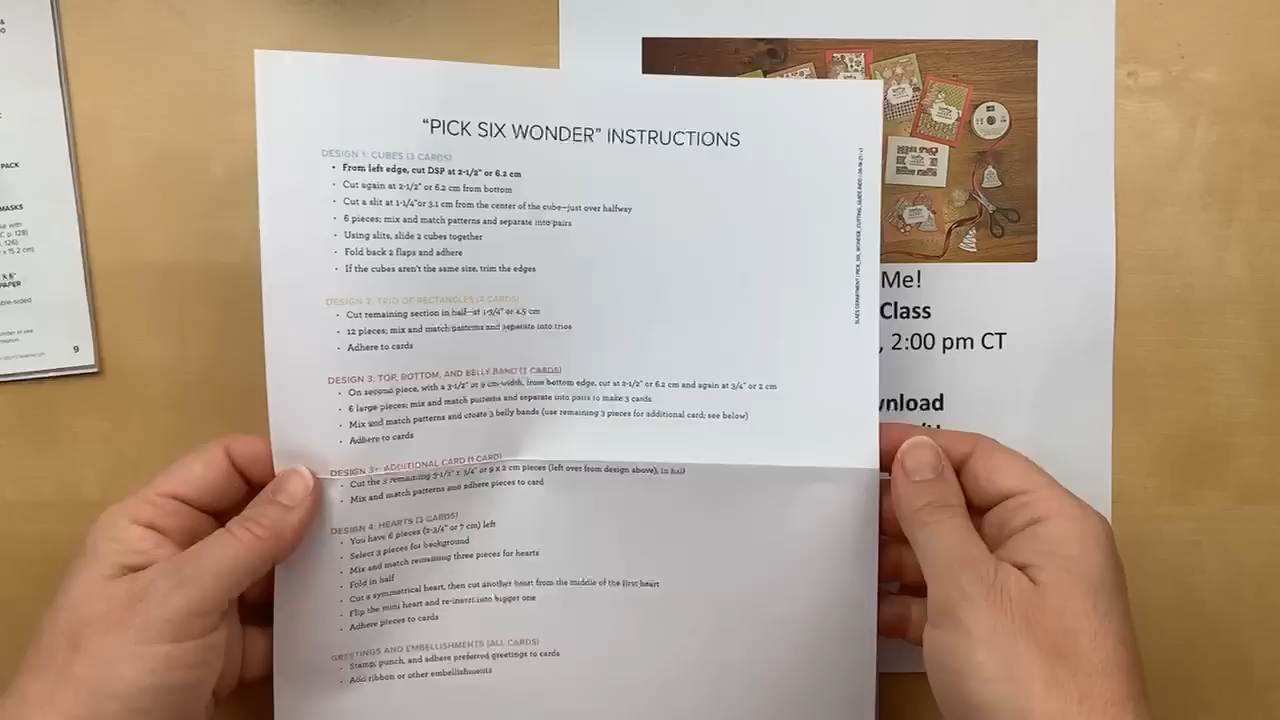 &
PACK
MASKS
p. 128)
, 126)
x 15.2 cm)
X 6"
PAPER
ble-sided
9
"PICK SIX WONDER" INSTRUCTIONS
DESIGN 1: CUBES (3 CARDS)
• From left edge, cut DSP at 2-1/2" or 6.2 cm
• Cut again at 2-1/2" or 6.2 cm from bottom
• Cut a slit at 1-1/4"or 3.1 cm from the center of the cube—just over halfway
• 6 pieces; mix and match patterns and separate into pairs
• Using slits, slide 2 cubes together
• Fold back 2 flaps and adhere
• If the cubes aren't the same size, trim the edges
DESIGN 2: TRIO OF RECTANGLES (4 CARDS)
• Cut remaining section in half—at 1-3/4" or 4.5 cm
• 12 pieces; mix and match patterns and separate into trios
• Adhere to cards
DESIGN 3: TOP, BOTTOM, AND BELLY BAND (3 CARDS)
• On second piece, with a 3-1/2" or 9 cm width, from bottom edge, cut at 2-1/2" or 6.2 cm and again at 3/4" or 2 cm
• 6 large pieces; mix and match patterns and separate into pairs to make 3 cards
• Mix and match patterns and create 3 belly bands (use remaining 3 pieces for additional card; see below)
• Adhere to cards
DESIGN 3+: ADDITIONAL CARD (1 CARD)
• Cut the 3 remaining 3-1/2" x 3/4" or 9 x 2 cm pieces (left over from design above), in half
• Mix and match patterns and adhere pieces to card
DESIGN 4: HEARTS (3 CARDS)
• You have 6 pieces (2-3/4" or 7 cm) left
• Select 3 pieces for background
• Mix and match remaining three pieces for hearts
• Fold in half
• Cut a symmetrical heart, then cut another heart from the middle of the first heart
• Flip the mini heart and re-insert into bigger one
• Adhere pieces to cards
GREETINGS AND EMBELLISHMENTS (ALL CARDS)
• Stamp, punch, and adhere preferred greetings to cards
• Add ribbon or other embellishments
Me!
Class
, 2:00 pm CT
wnload